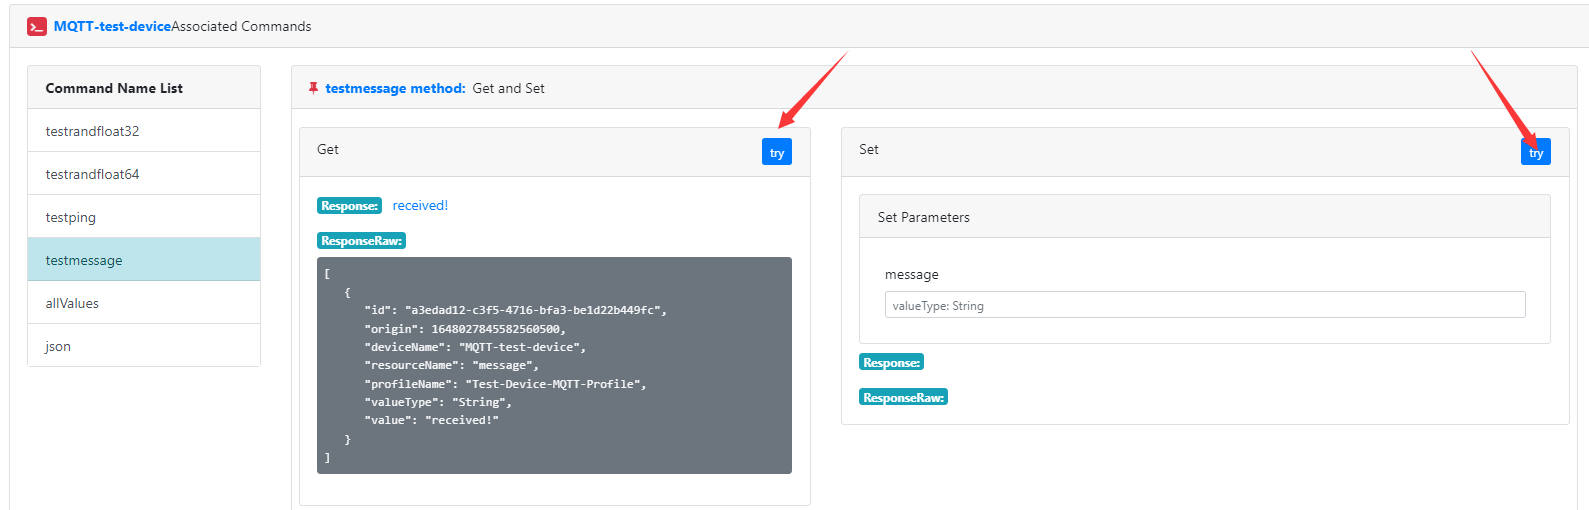 MQTT-test-deviceAssociated Commands
Command Name List
testrandfloat32
testrandfloat64
testping
testmessage
allValues
json
testmessage method: Get and Set
Get
try
Response: received!
ResponseRaw:
[
{
"id": "a3edad12-c3f5-4716-bfa3-be1d22b449fc",
"origin": 1648027845582560500,
"deviceName": "MQTT-test-device",
"resourceName": "message",
"profileName": "Test-Device-MQTT-Profile",
"valueType": "String",
"value": "received!"
}
]
Set
try
Set Parameters
message
valueType: String
Response:
ResponseRaw: